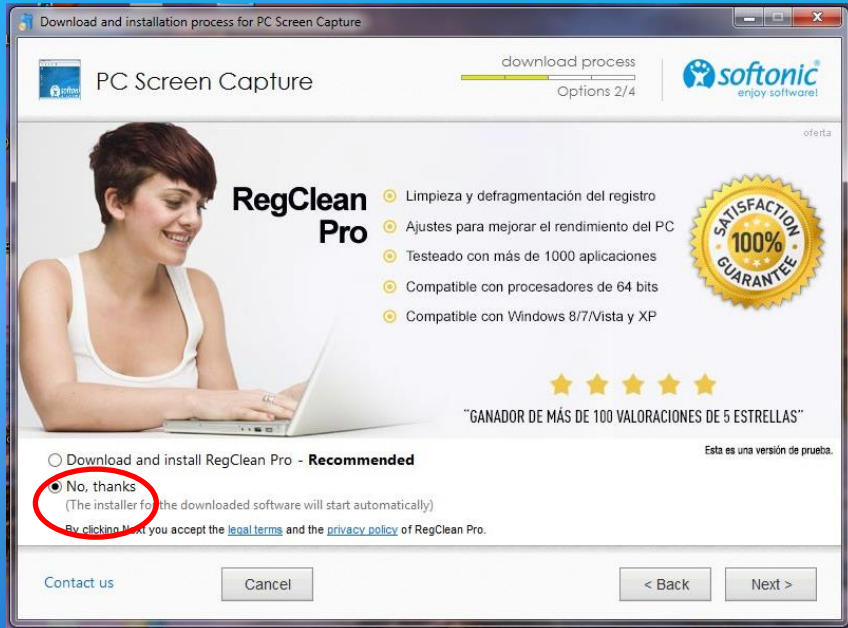 Download and installation process for PC Screen Capture
PC Screen Capture
download process
Options 2/4
softonic
enjoy software!
oferta
RegClean
Pro
Limpieza y defragmentación del registro
Ajustes para mejorar el rendimiento del PC
Testeado con más de 1000 aplicaciones
Compatible con procesadores de 64 bits
Compatible con Windows 8/7/Vista y XP
SATISFACTION
100%
GUARANTEE
"GANADOR DE MÁS DE 100 VALORACIONES DE 5 ESTRELLAS"
Esta es una versión de prueba.
Download and install RegClean Pro - Recommended
No, thanks
(The installer for the downloaded software will start automatically)
By clicking Next you accept the legal terms and the privacy policy of RegClean Pro.
Contact us
Cancel
< Back
Next >